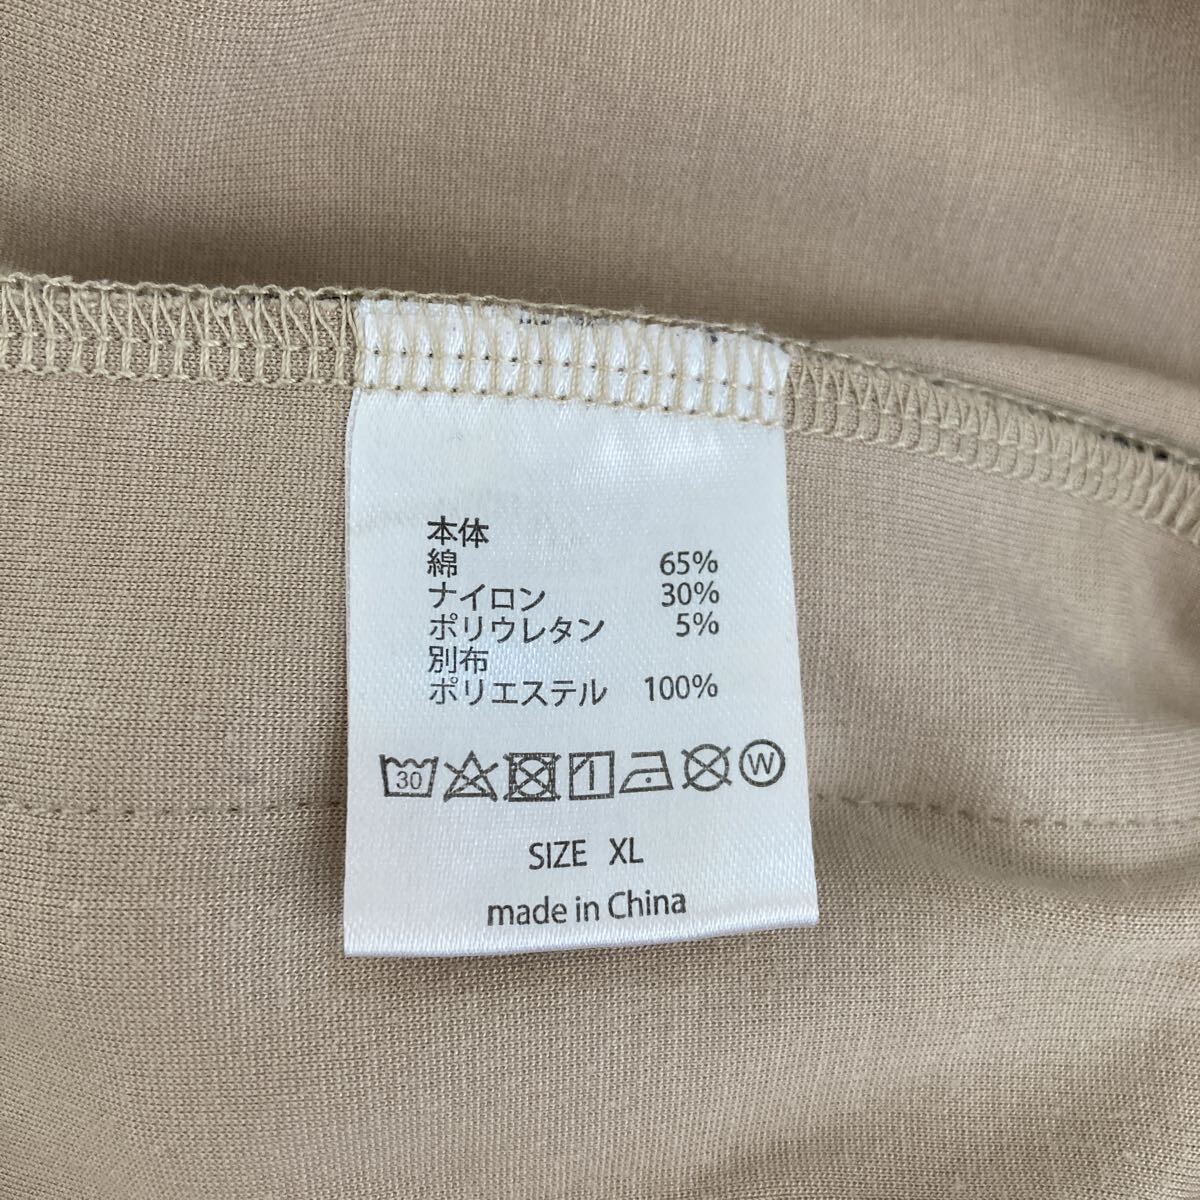 本体
綿 65%
ナイロン 30%
ポリウレタン 5%
別布
ポリエステル 100%
30 W
SIZE XL
made in China